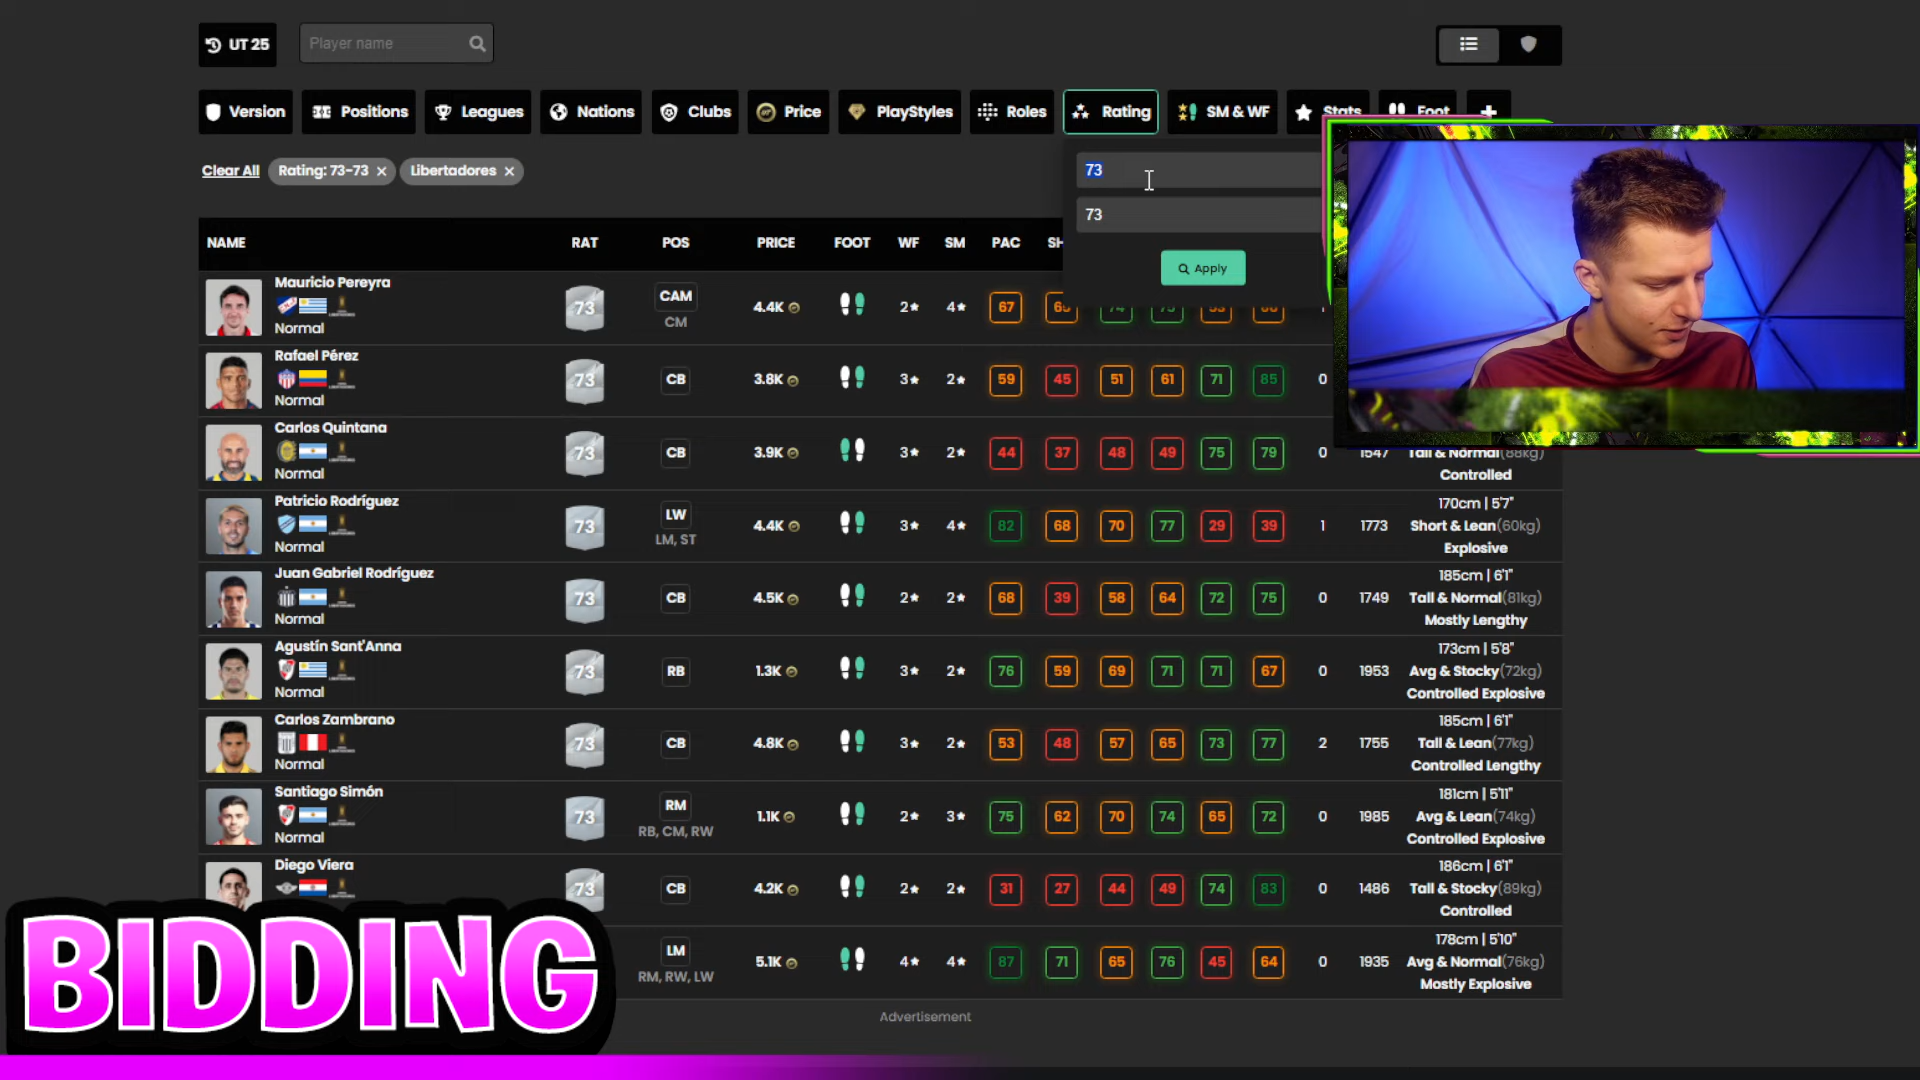 UT 25
Player name
Version
Positions
Leagues
Nations
Clubs
Price
PlayStyles
Roles
Rating
SM & WF
Stats
Foot
Clear All
Rating: 73-73
Libertadores
73
73
Apply
NAME RAT POS PRICE FOOT WF SM PAC
Mauricio Pereyra
Normal
73 CAM
CM
4.4K 2★ 4★ 67
Rafael Pérez
Normal
73 CB 3.8K 3★ 2★ 59 45 51 61 71 85 0
Carlos Quintana
Normal
73 CB 3.9K 3★ 2★ 44 37 48 49 75 79 0 1547
Tall & Normal(88kg)
Controlled
Patricio Rodríguez
Normal
73 LW
LM, ST
4.4K 3★ 4★ 82 68 70 77 29 39 1 1773
170cm | 5'7"
Short & Lean(60kg)
Explosive
Juan Gabriel Rodríguez
Normal
73 CB 4.5K 2★ 2★ 68 39 58 64 72 75 0 1749
185cm | 6'1"
Tall & Normal(81kg)
Mostly Lengthy
Agustín Sant'Anna
Normal
73 RB 1.3K 3★ 2★ 76 59 69 71 71 67 0 1953
173cm | 5'8"
Avg & Stocky(72kg)
Controlled Explosive
Carlos Zambrano
Normal
73 CB 4.8K 3★ 2★ 53 48 57 65 73 77 2 1755
185cm | 6'1"
Tall & Lean(77kg)
Controlled Lengthy
Santiago Simón
Normal
73 RM
RB, CM, RW
1.1K 2★ 3★ 75 62 70 74 65 72 0 1985
181cm | 5'11"
Avg & Lean(74kg)
Controlled Explosive
Diego Viera
73 CB 4.2K 2★ 2★ 31 27 44 49 74 83 0 1486
186cm | 6'1"
Tall & Stocky(89kg)
Controlled
LM
RM, RW, LW
5.1K 4★ 4★ 87 71 65 76 45 64 0 1935
178cm | 5'10"
Avg & Normal(76kg)
Mostly Explosive
BIDDING
Advertisement